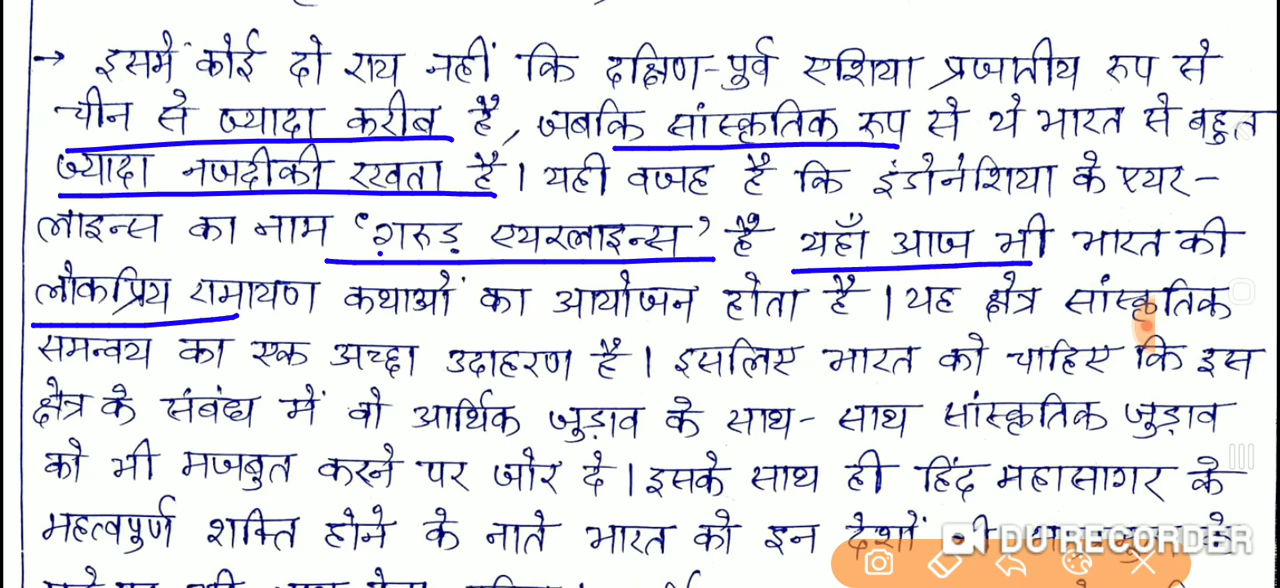 → इसमें कोई दो राय नहीं कि दक्षिण-पुर्व एशिया प्रजातीय रुप से
चीन से ज्यादा करीब है, जबकि सांस्कृतिक रूप से ये भारत से बहुत
ज्यादा नजदीकी रखता है। यही वजह है कि इंडोनेशिया के एयर-
लाइन्स का नाम 'ग़रुड़ एयरलाइन्स' है यहाँ आज भी भारत की
लोकप्रिय रामायण कथाओं का आयोजन होता है। यह क्षेत्र सांस्कृतिक
समन्वय का एक अच्छा उदाहरण है। इसलिए भारत को चाहिए कि इस
क्षेत्र के संबंध में वो आर्थिक जुड़ाव के साथ-साथ सांस्कृतिक जुड़ाव
को भी मजबुत करने पर जोर दे। इसके साथ ही हिंद महासागर के
महत्वपुर्ण शक्ति होने के नाते भारत को इन देशों की के
DU RECORDER